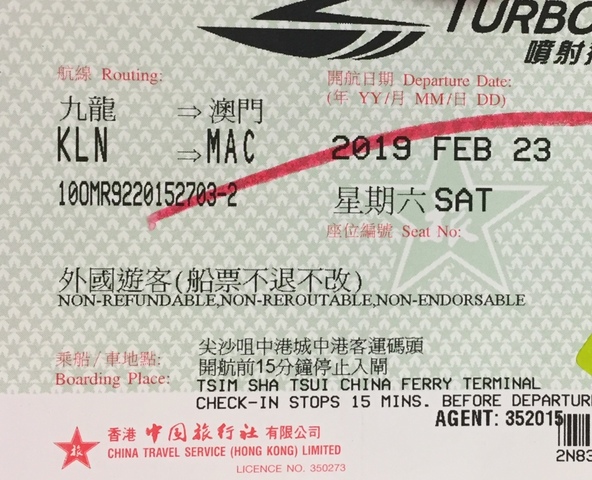 TURBO
噴射
航線 Routing:
九龍 ⇒澳門
KLN ⇒MAC
100MR9220152703-2
開航日期 Departure Date:
(年 YY/月 MM/日 DD)
2019 FEB 23
星期六 SAT
座位編號 Seat No:
外國遊客(船票不退不改)
NON-REFUNDABLE,NON-REROUTABLE,NON-ENDORSABLE
乘船/車地點:
Boarding Place:
尖沙咀中港城中港客運碼頭
開航前15分鐘停止入閘
TSIM SHA TSUI CHINA FERRY TERMINAL
CHECK-IN STOPS 15 MINS. BEFORE DEPARTUR
AGENT: 352015
2N83
旅
香港 中国旅行社 有限公司
CHINA TRAVEL SERVICE (HONG KONG) LIMITED
LICENCE NO. 350273